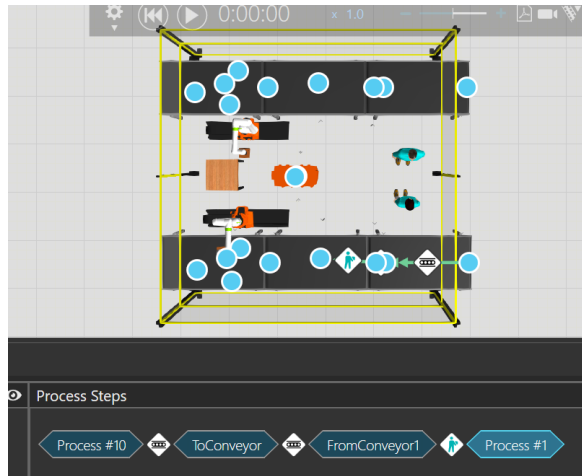 0:00:00
x 1.0
Process Steps
Process #10
ToConveyor
FromConveyor1
Process #1